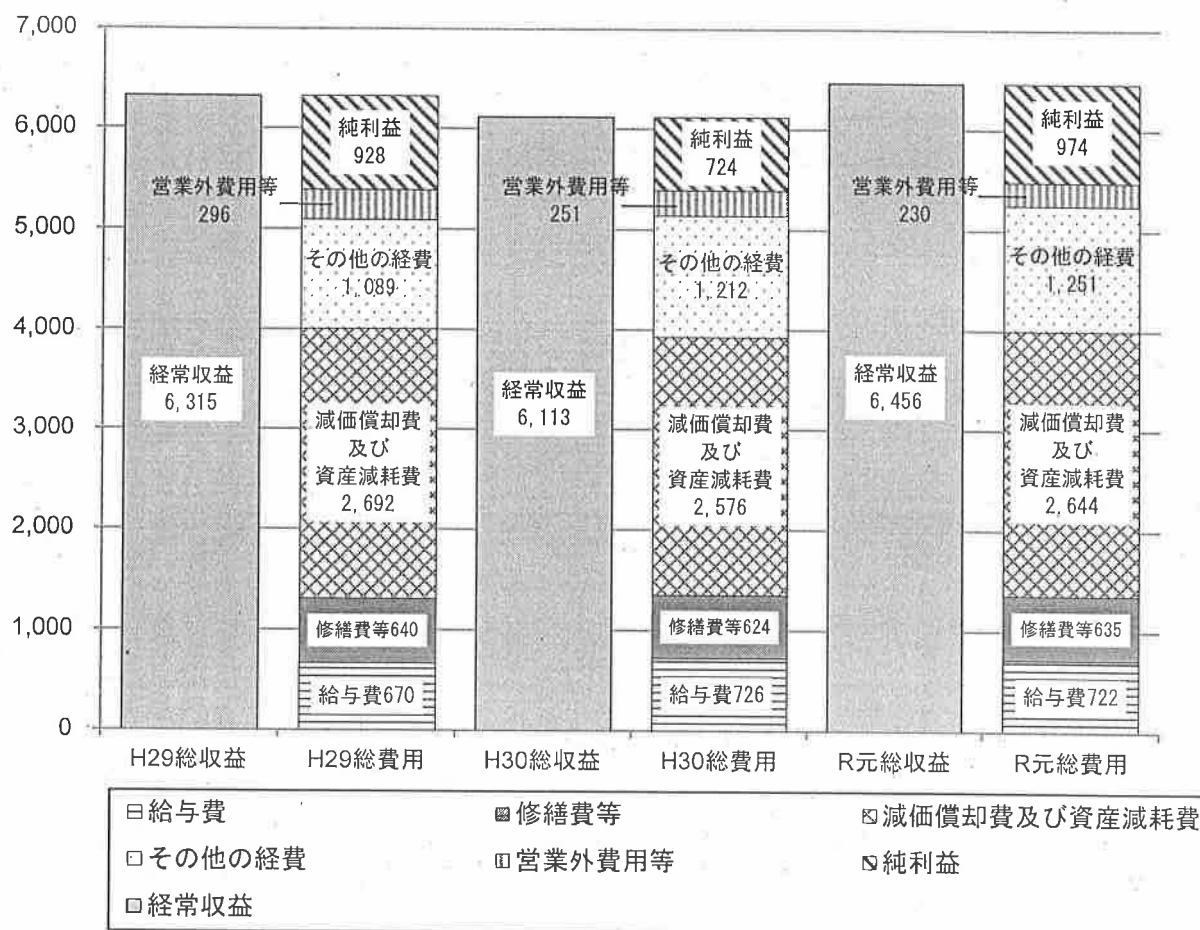 7,000
6,000
5,000
4,000
3,000
2,000
1,000
0
経常収益
6,315
営業外費用等
296
純利益
928
その他の経費
1,089
減価償却費
及び
資産減耗費
2,692
修繕費等640
給与費670
経常収益
6,113
営業外費用等
251
純利益
724
その他の経費
1,212
減価償却費
及び
資産減耗費
2,576
修繕費等624
給与費726
経常収益
6,456
営業外費用等
230
純利益
974
その他の経費
1,251
減価償却費
及び
資産減耗費
2,644
修繕費等635
給与費722
H29総収益 H29総費用 H30総収益 H30総費用 R元総収益 R元総費用
給与費 修繕費等 減価償却費及び資産減耗費
その他の経費 営業外費用等 純利益
経常収益